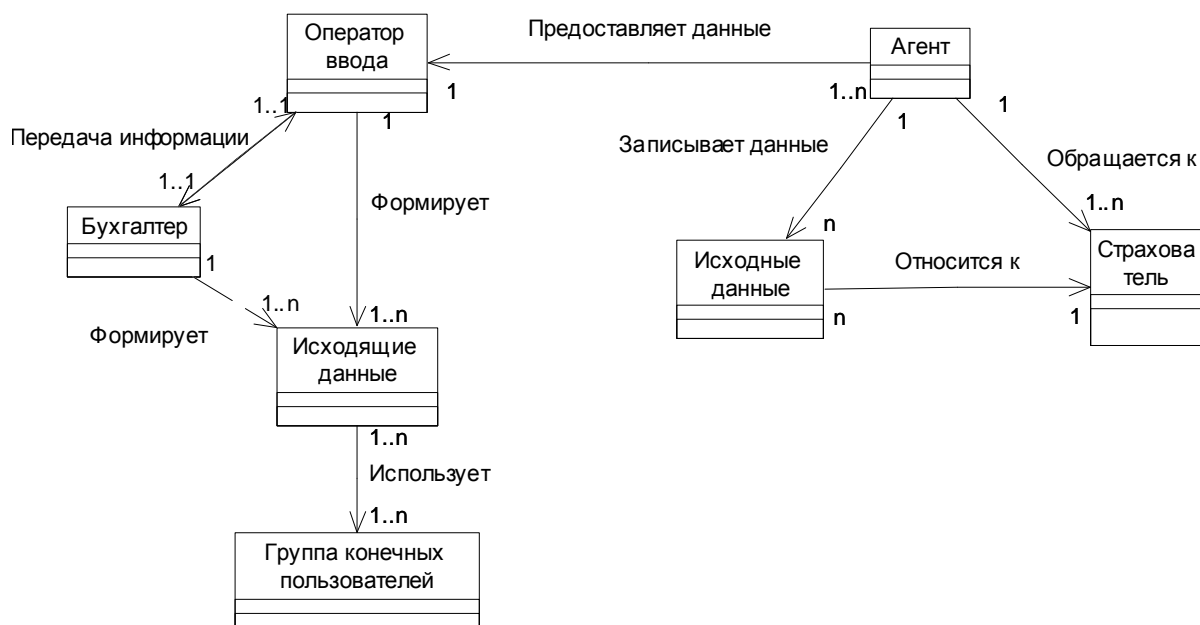 Оператор
ввода
Предоставляет данные
Агент
1
1..n
1..1
1
1
1
Передача информации
Записывает данные
Обращается к
1..1
Формирует
1..n
Бухгалтер
n
Страхова
тель
1
Исходные
данные
Относится к
1..n
1..n
n
1
Формирует
Исходящие
данные
1..n
Использует
1..n
Группа конечных
пользователей